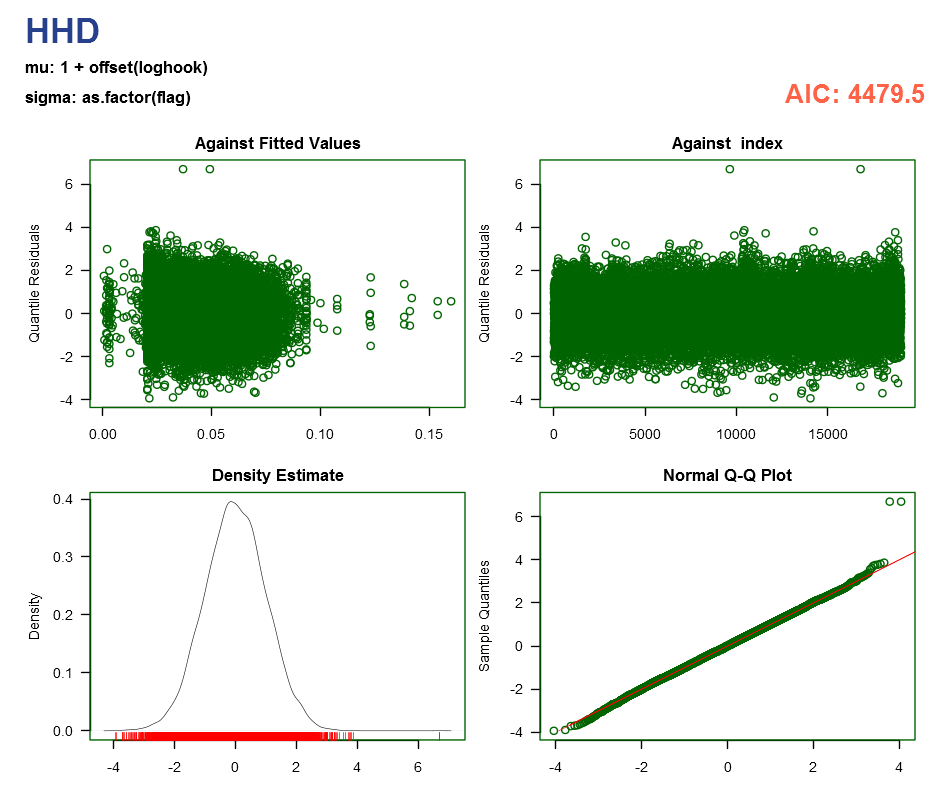 HHD
mu: 1 + offset(loghook)
sigma: as.factor(flag)
AIC: 4479.5
Against Fitted Values
Quantile Residuals
6
4
2
0
-2
-4
0.00 0.05 0.10 0.15
Against index
Quantile Residuals
6
4
2
0
-2
-4
0 5000 10000 15000
Density Estimate
Density
0.4
0.3
0.2
0.1
0.0
-4 -2 0 2 4 6
Normal Q-Q Plot
Sample Quantiles
6
4
2
0
-2
-4
-4 -2 0 2 4